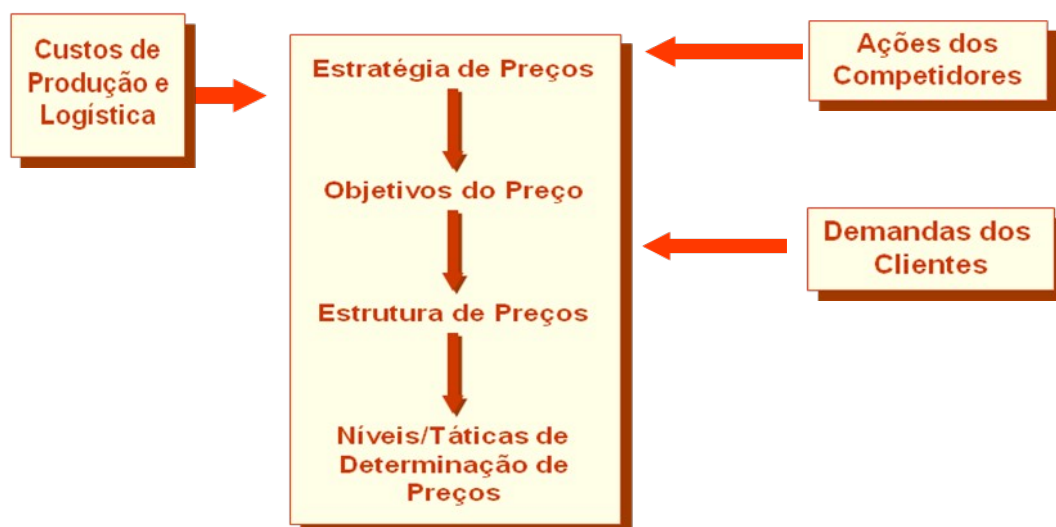 Custos de
Produção e
Logística
Estratégia de Preços
Objetivos do Preço
Estrutura de Preços
Níveis/Táticas de
Determinação de
Preços
Ações dos
Competidores
Demandas dos
Clientes